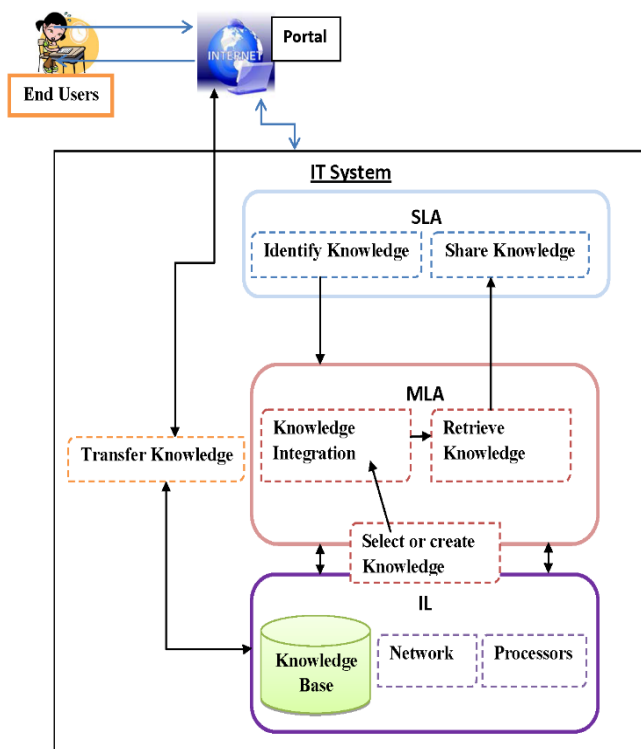 Portal
INTERNET
End Users
IT System
SLA
Identify Knowledge
Share Knowledge
MLA
Knowledge
Integration
Retrieve
Knowledge
Transfer Knowledge
Select or create
Knowledge
IL
Knowledge
Base
Network
Processors